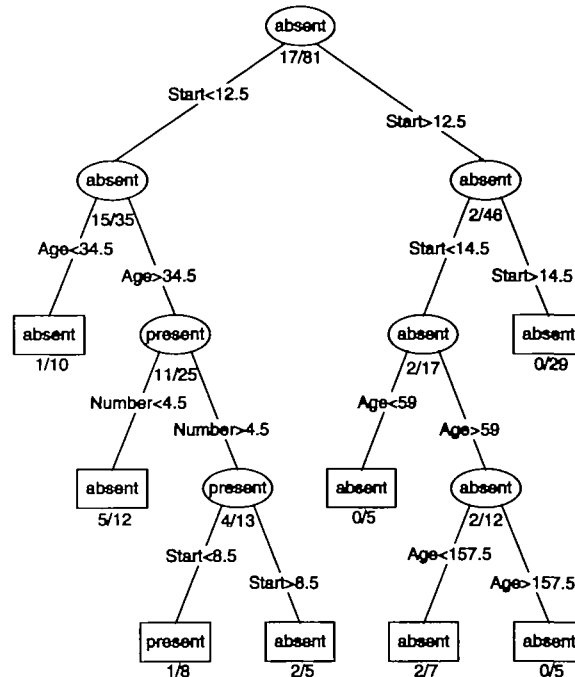 absent
17/81
Start<12.5
Start>12.5
absent
absent
15/35
2/46
Age<34.5
Start<14.5
Age>34.5
Start>14.5
absent
present
absent
absent
1/10
11/25
2/17
0/29
Number<4.5
Age<59
Number>4.5
Age>59
absent
present
absent
absent
5/12
4/13
0/5
2/12
Start<8.5
Age<157.5
Start>8.5
Age>157.5
present
absent
absent
absent
1/8
2/5
2/7
0/5